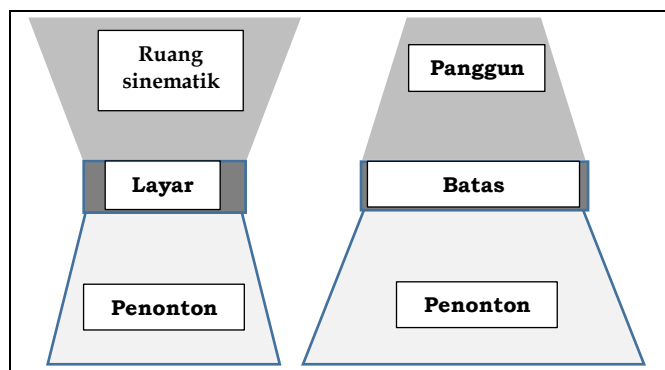 Ruang
sinematik
Panggun
Layar
Batas
Penonton
Penonton